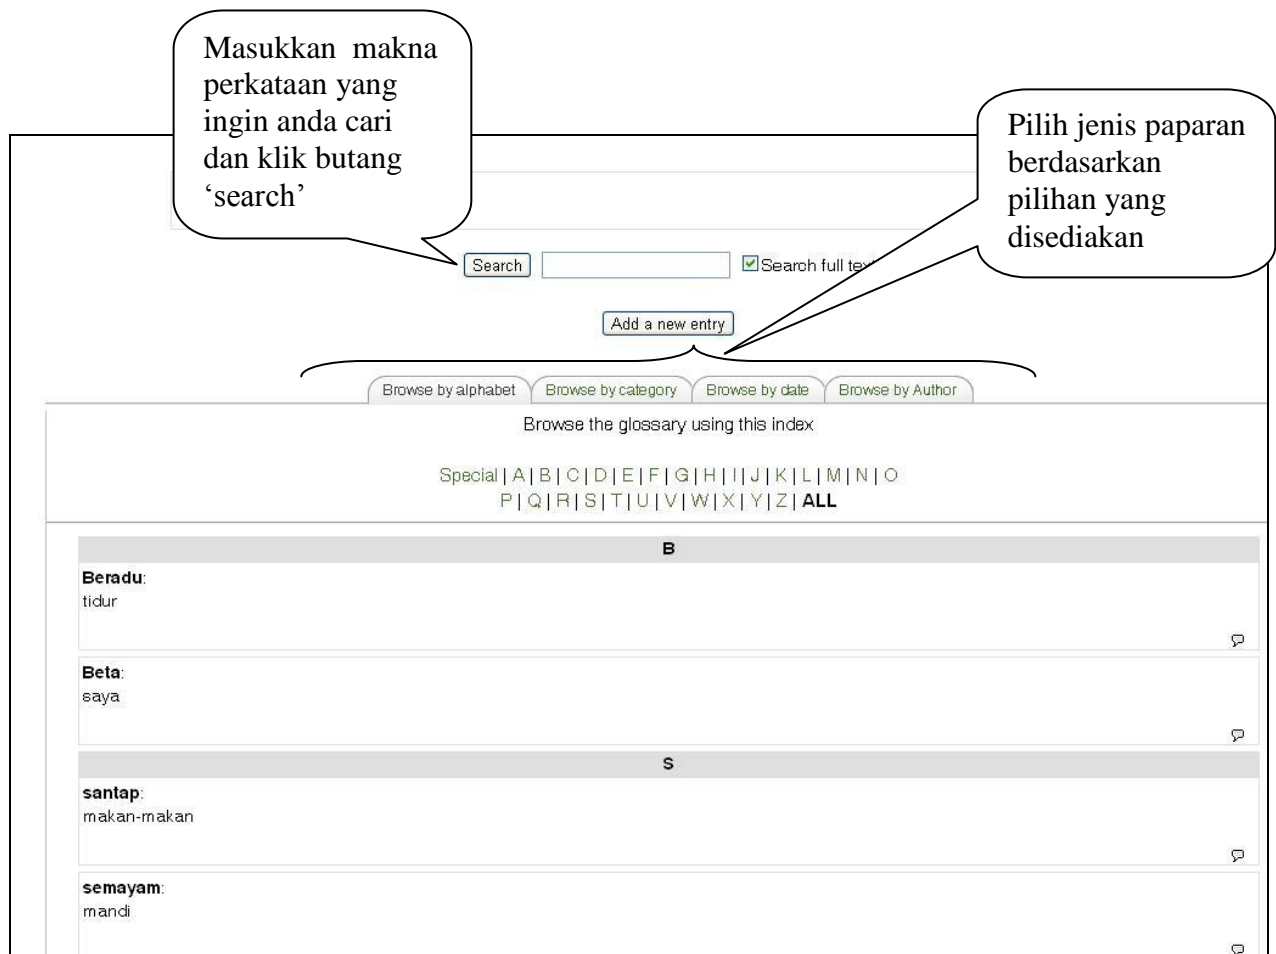 Masukkan makna
perkataan yang
ingin anda cari
dan klik butang
‘search’
Pilih jenis paparan
berdasarkan
pilihan yang
disediakan
Search
Search full text
Add a new entry
Browse by alphabet Browse by category Browse by date Browse by Author
Browse the glossary using this index
Special | A | B | C | D | E | F | G | H | I | J | K | L | M | N | O
P | Q | R | S | T | U | V | W | X | Y | Z | ALL
B
Beradu:
tidur
Beta:
saya
S
santap:
makan-makan
semayam:
mandi